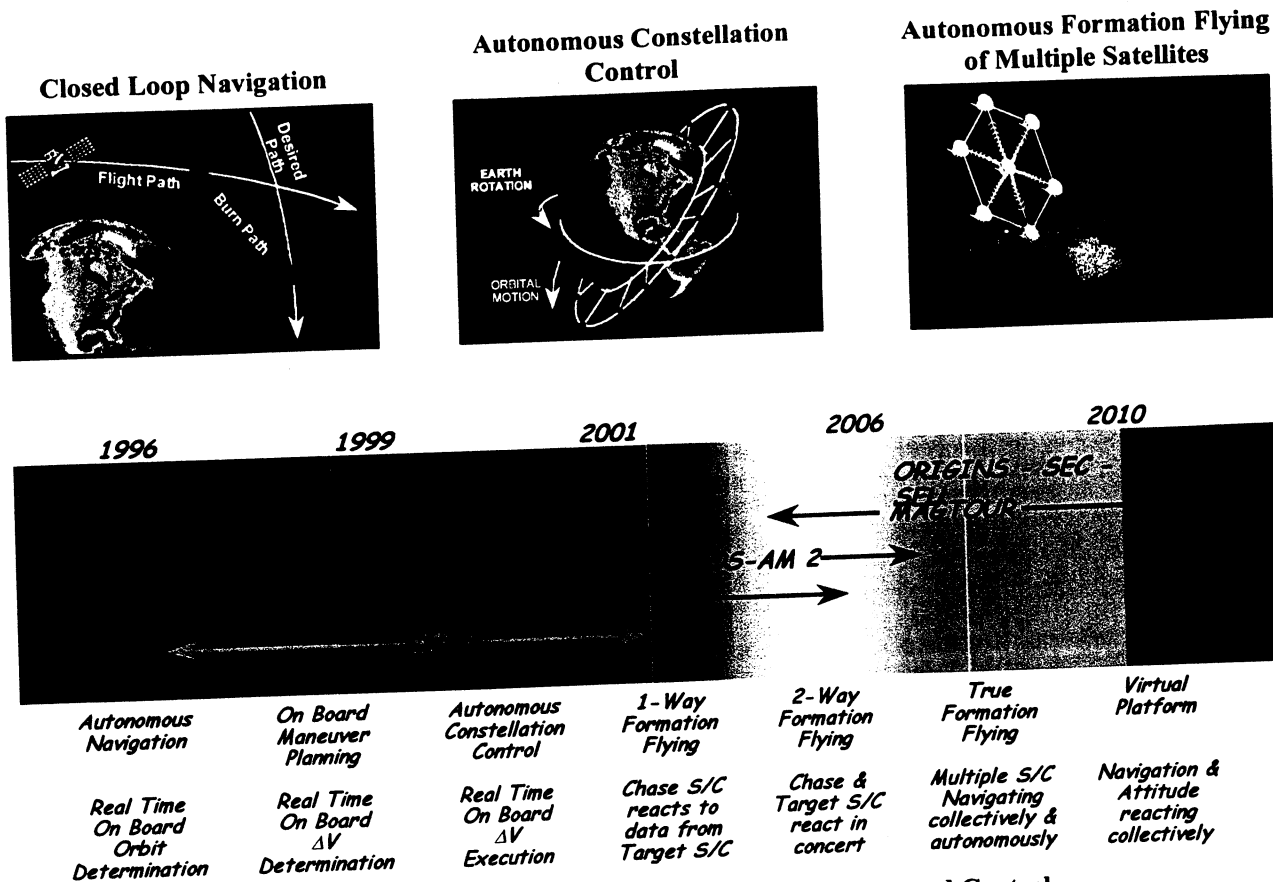 Closed Loop Navigation
Autonomous Constellation
Control
Autonomous Formation Flying
of Multiple Satellites
Flight Path
Desired
Path
Burn Path
EARTH
ROTATION
ORBITAL
MOTION
1996
1999
2001
2006
2010
ORIGINS - SEC -
SEU
MAGTOUR
S-AM 2
Autonomous
Navigation
Real Time
On Board
Orbit
Determination
On Board
Maneuver
Planning
Real Time
On Board
ΔV
Determination
Autonomous
Constellation
Control
Real Time
On Board
ΔV
Execution
1-Way
Formation
Flying
Chase S/C
reacts to
data from
Target S/C
2-Way
Formation
Flying
Chase &
Target S/C
react in
concert
True
Formation
Flying
Multiple S/C
Navigating
collectively &
autonomously
Virtual
Platform
Navigation &
Attitude
reacting
collectively